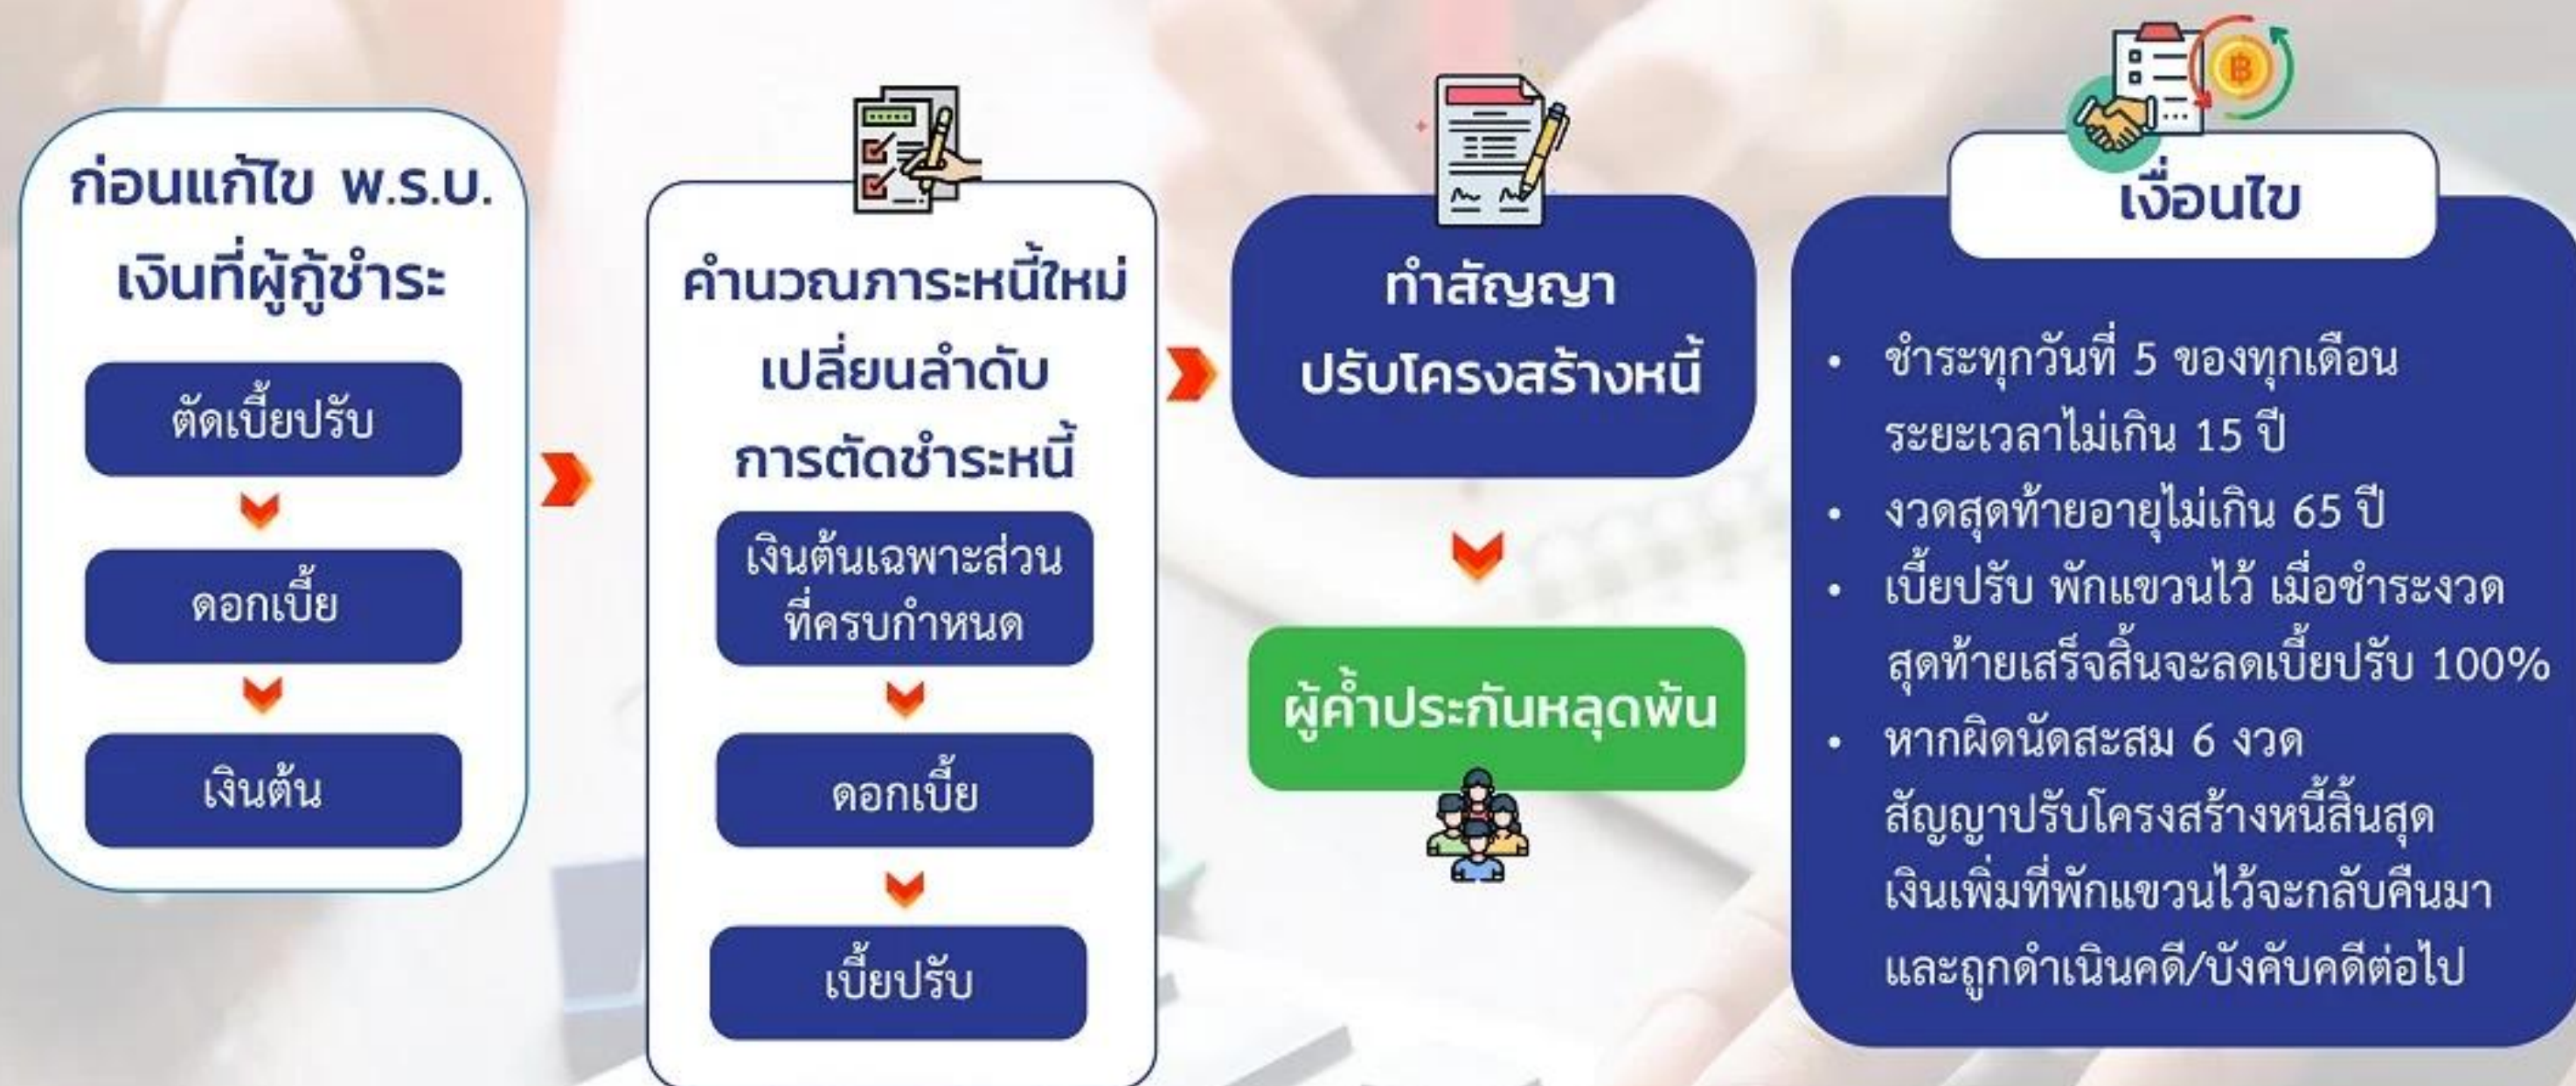 ก่อนแก้ไข พ.ร.บ.
เงินที่ผู้กู้ชำระ
ตัดเบี้ยปรับ
ดอกเบี้ย
เงินต้น
คำนวณภาระหนี้ใหม่
เปลี่ยนลำดับ
การตัดชำระหนี้
เงินต้นเฉพาะส่วน
ที่ครบกำหนด
ดอกเบี้ย
เบี้ยปรับ
ทำสัญญา
ปรับโครงสร้างหนี้
ผู้ค้ำประกันหลุดพ้น
เงื่อนไข
• ชำระทุกวันที่ 5 ของทุกเดือน
ระยะเวลาไม่เกิน 15 ปี
• งวดสุดท้ายอายุไม่เกิน 65 ปี
• เบี้ยปรับ พักแขวนไว้ เมื่อชำระงวด
สุดท้ายเสร็จสิ้นจะลดเบี้ยปรับ 100%
• หากผิดนัดสะสม 6 งวด
สัญญาปรับโครงสร้างหนี้สิ้นสุด
เงินเพิ่มที่พักแขวนไว้จะกลับคืนมา
และถูกดำเนินคดี/บังคับคดีต่อไป